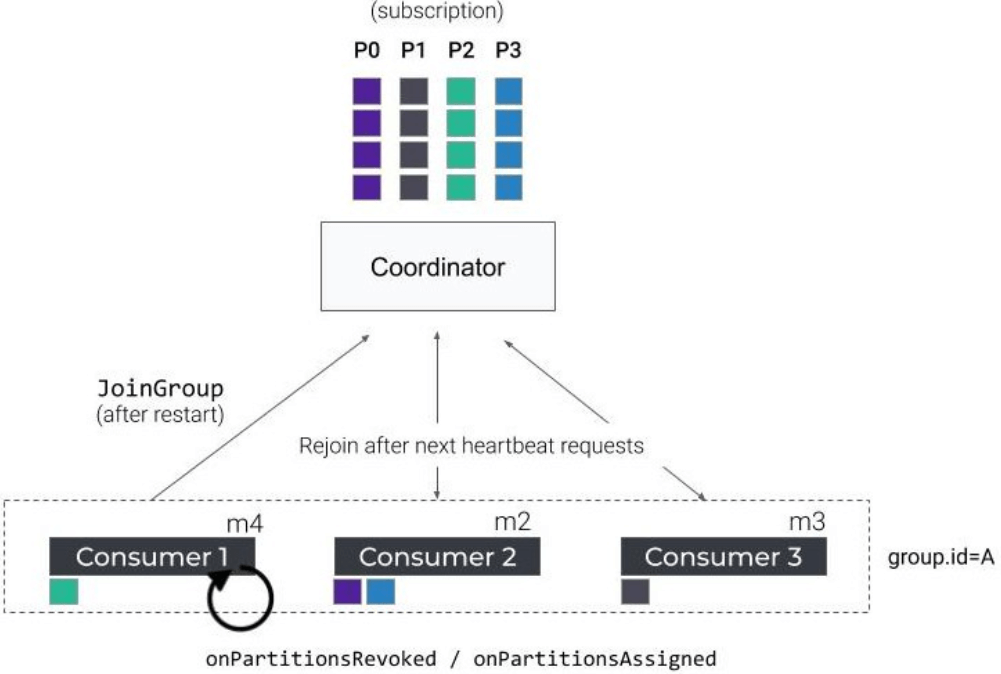 (subscription)
P0 P1 P2 P3
Coordinator
JoinGroup
(after restart)
Rejoin after next heartbeat requests
m4 m2 m3
Consumer 1 Consumer 2 Consumer 3
group.id=A
onPartitionsRevoked / onPartitionsAssigned